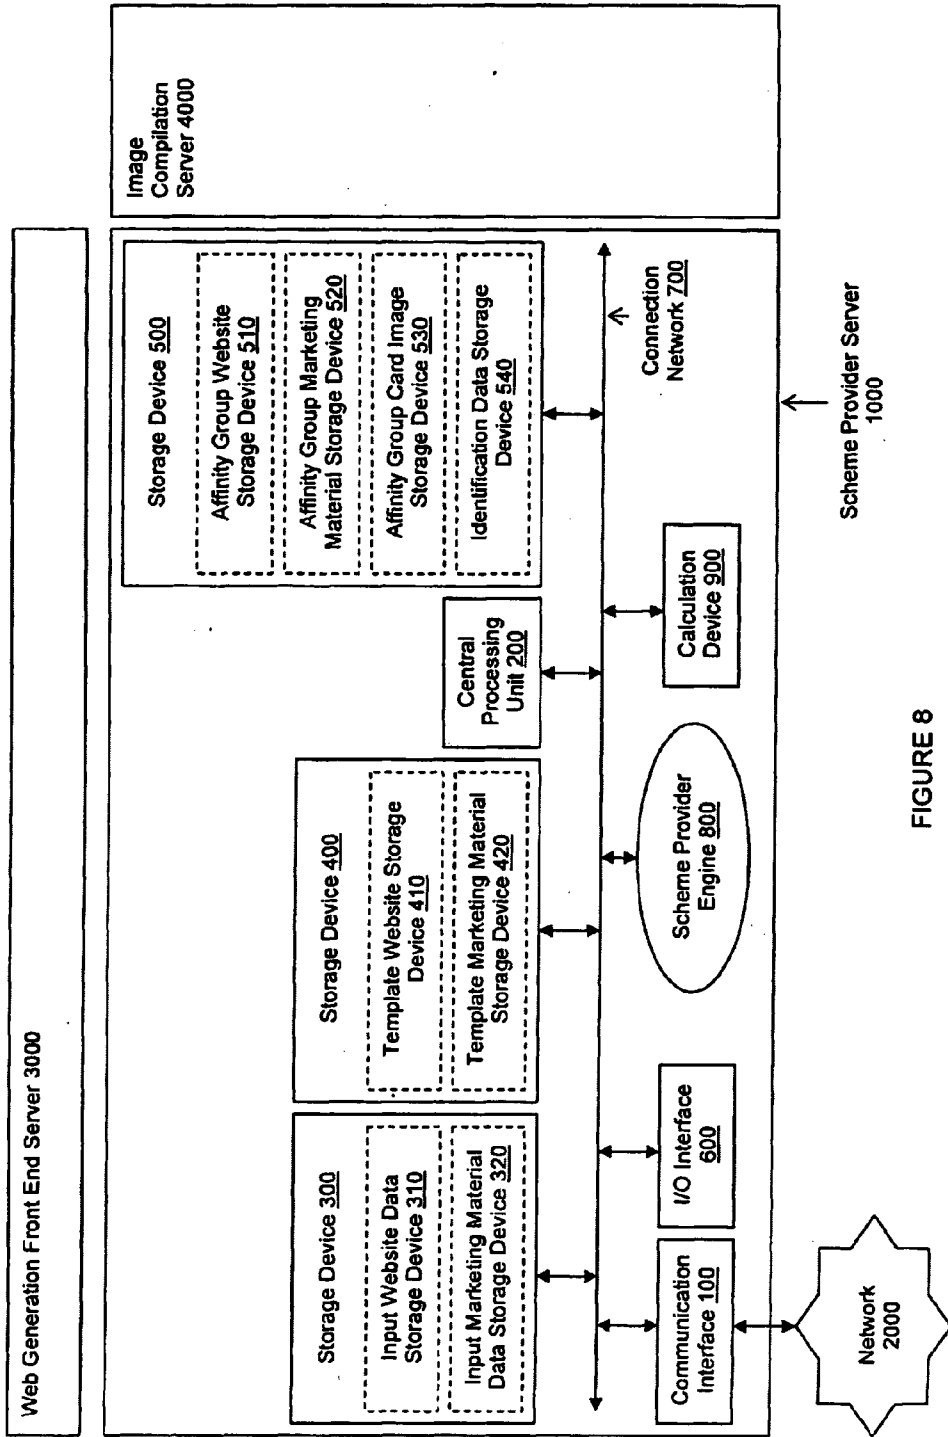 Web Generation Front End Server 3000
Storage Device 300
Input Website Data
Storage Device 310
Input Marketing Material
Data Storage Device 320
Storage Device 400
Template Website Storage
Device 410
Template Marketing Material
Storage Device 420
Central
Processing
Unit 200
Storage Device 500
Affinity Group Website
Storage Device 510
Affinity Group Marketing
Material Storage Device 520
Affinity Group Card Image
Storage Device 530
Identification Data Storage
Device 540
Image
Compilation
Server 4000
Communication
Interface 100
I/O Interface
600
Scheme Provider
Engine 800
Calculation
Device 900
Connection
Network 700
Network
2000
Scheme Provider Server
1000
FIGURE 8